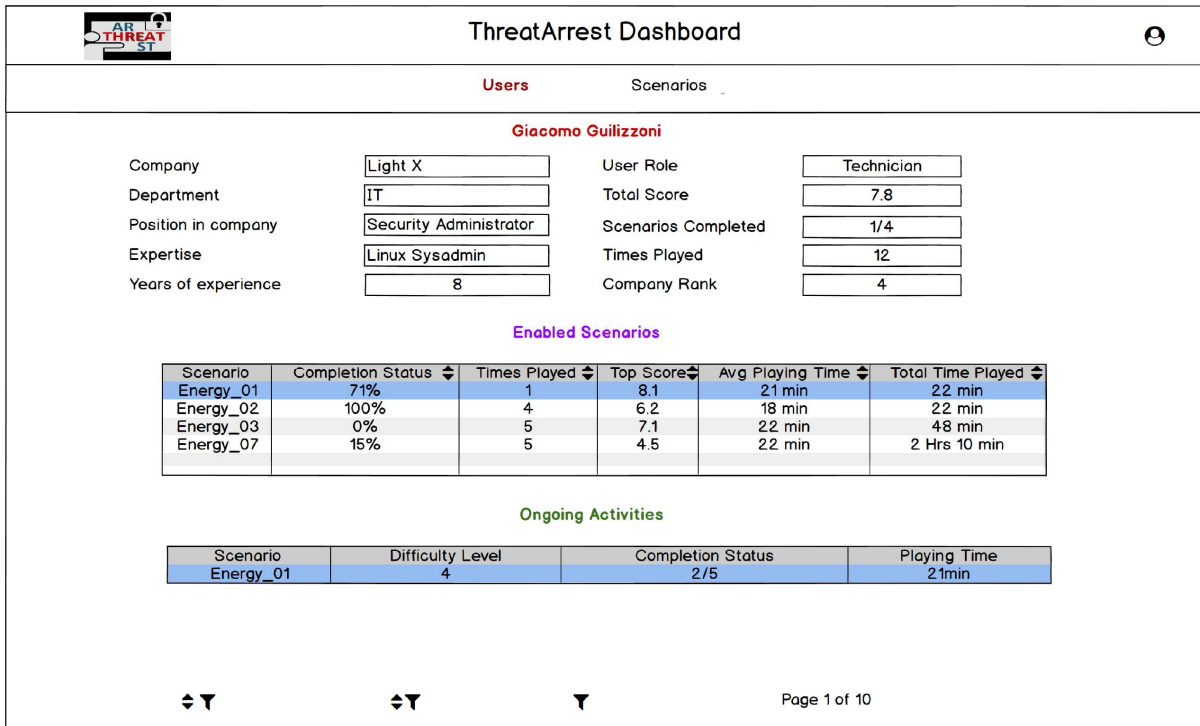 AR
THREAT
ST
ThreatArrest Dashboard
Users Scenarios
Giacomo Guilizzoni
Company Light X User Role Technician
Department IT Total Score 7.8
Position in company Security Administrator Scenarios Completed 1/4
Expertise Linux Sysadmin Times Played 12
Years of experience 8 Company Rank 4
Enabled Scenarios
Scenario Completion Status Times Played Top Score Avg Playing Time Total Time Played
Energy_01 71% 1 8.1 21 min 22 min
Energy_02 100% 4 6.2 18 min 22 min
Energy_03 0% 5 7.1 22 min 48 min
Energy_07 15% 5 4.5 22 min 2 Hrs 10 min
Ongoing Activities
Scenario Difficulty Level Completion Status Playing Time
Energy_01 4 2/5 21min
Page 1 of 10